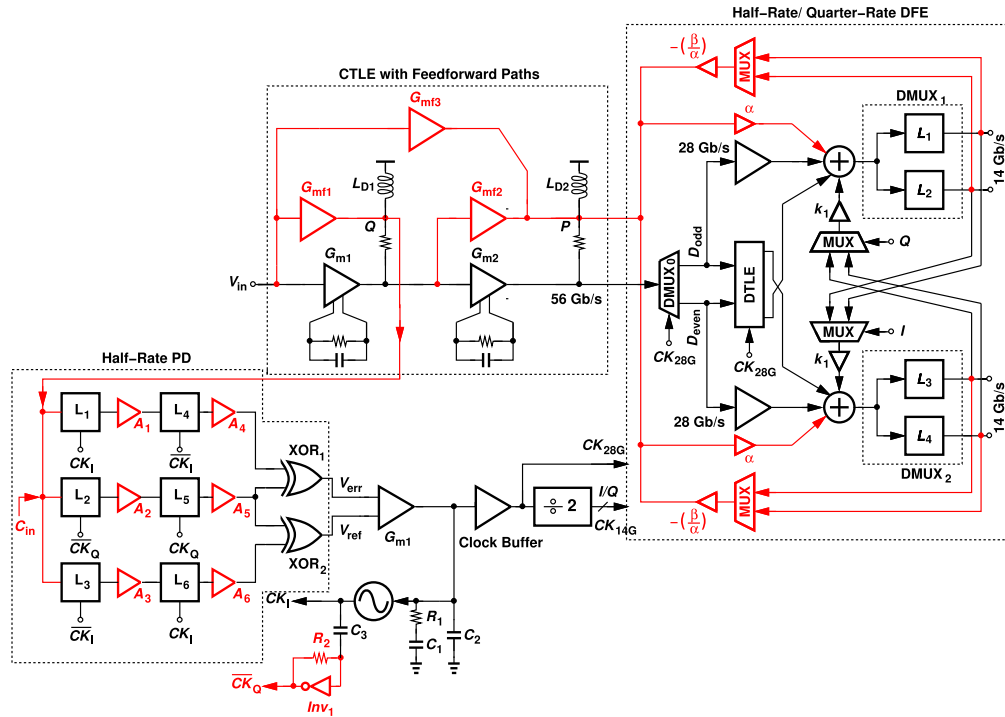 Half−Rate/ Quarter−Rate DFE
−(β/α)
MUX
CTLE with Feedforward Paths
G_mf3
α
DMUX_1
L_1
14 Gb/s
28 Gb/s
L_D1
L_D2
G_mf1
G_mf2
L_2
k_1
Q
P
MUX
Q
G_m1
G_m2
D_odd
V_in
56 Gb/s
DMUX_0
DTLE
D_even
MUX
I
CK_28G
CK_28G
k_1
Half−Rate PD
L_1
A_1
L_4
A_4
CK_I
C̅K̅_I
XOR_1
L_3
14 Gb/s
28 Gb/s
L_4
α
DMUX_2
CK_28G
V_err
L_2
A_2
L_5
A_5
C_in
C̅K̅_Q
CK_Q
G_m1
Clock Buffer
÷ 2
I/Q
CK_14G
−(β/α)
MUX
V_ref
XOR_2
L_3
A_3
L_6
A_6
C̅K̅_I
CK_I
CK_I
R_1
C_3
C_1
C_2
R_2
C̅K̅_Q
Inv_1